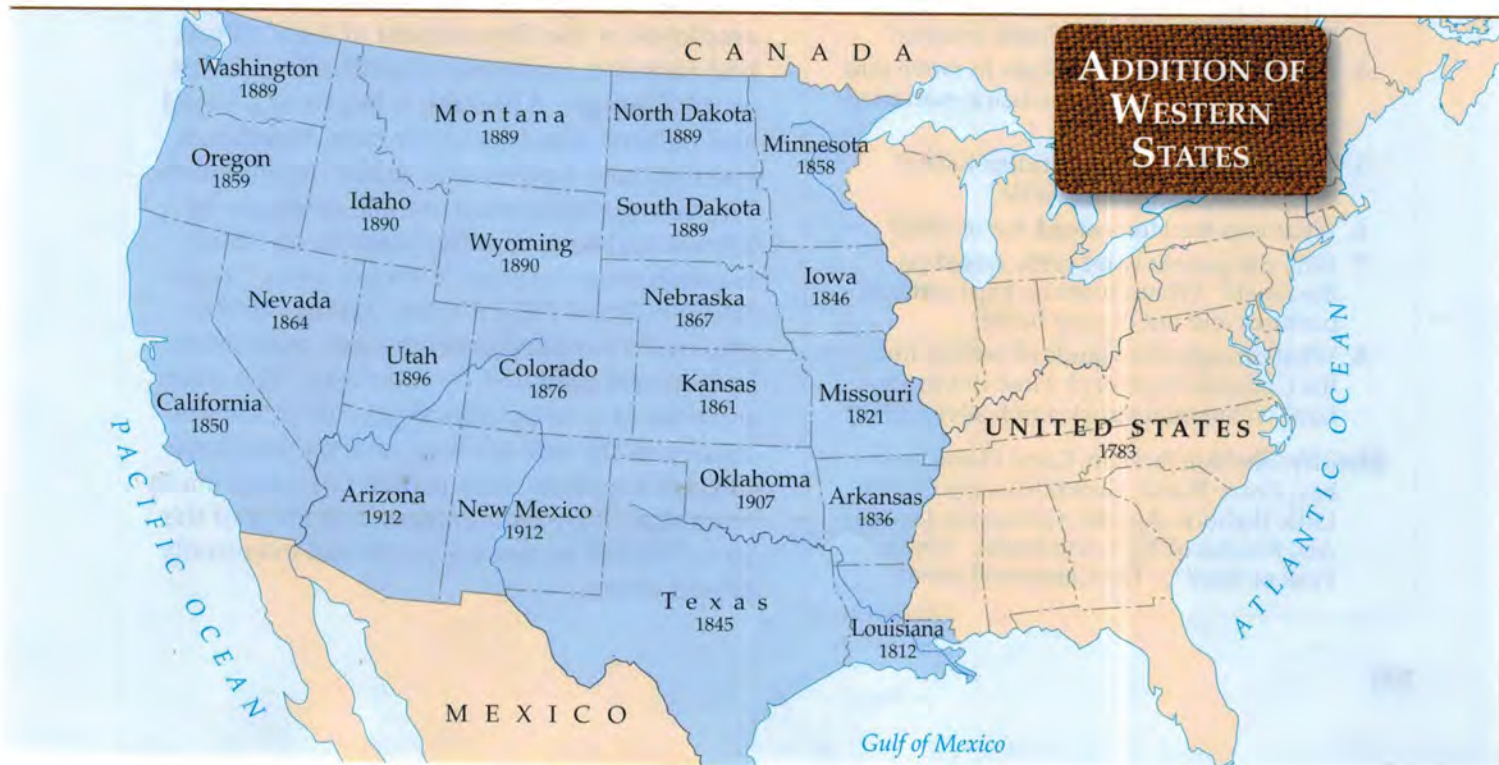 ADDITION OF
WESTERN
STATES
CANADA
Washington
1889
Montana
1889
North Dakota
1889
Minnesota
1858
Oregon
1859
Idaho
1890
Wyoming
1890
South Dakota
1889
Iowa
1846
Nevada
1864
Nebraska
1867
Utah
1896
Colorado
1876
Kansas
1861
Missouri
1821
California
1850
UNITED STATES
1783
Arizona
1912
New Mexico
1912
Oklahoma
1907
Arkansas
1836
Texas
1845
Louisiana
1812
PACIFIC OCEAN
ATLANTIC OCEAN
MEXICO
Gulf of Mexico